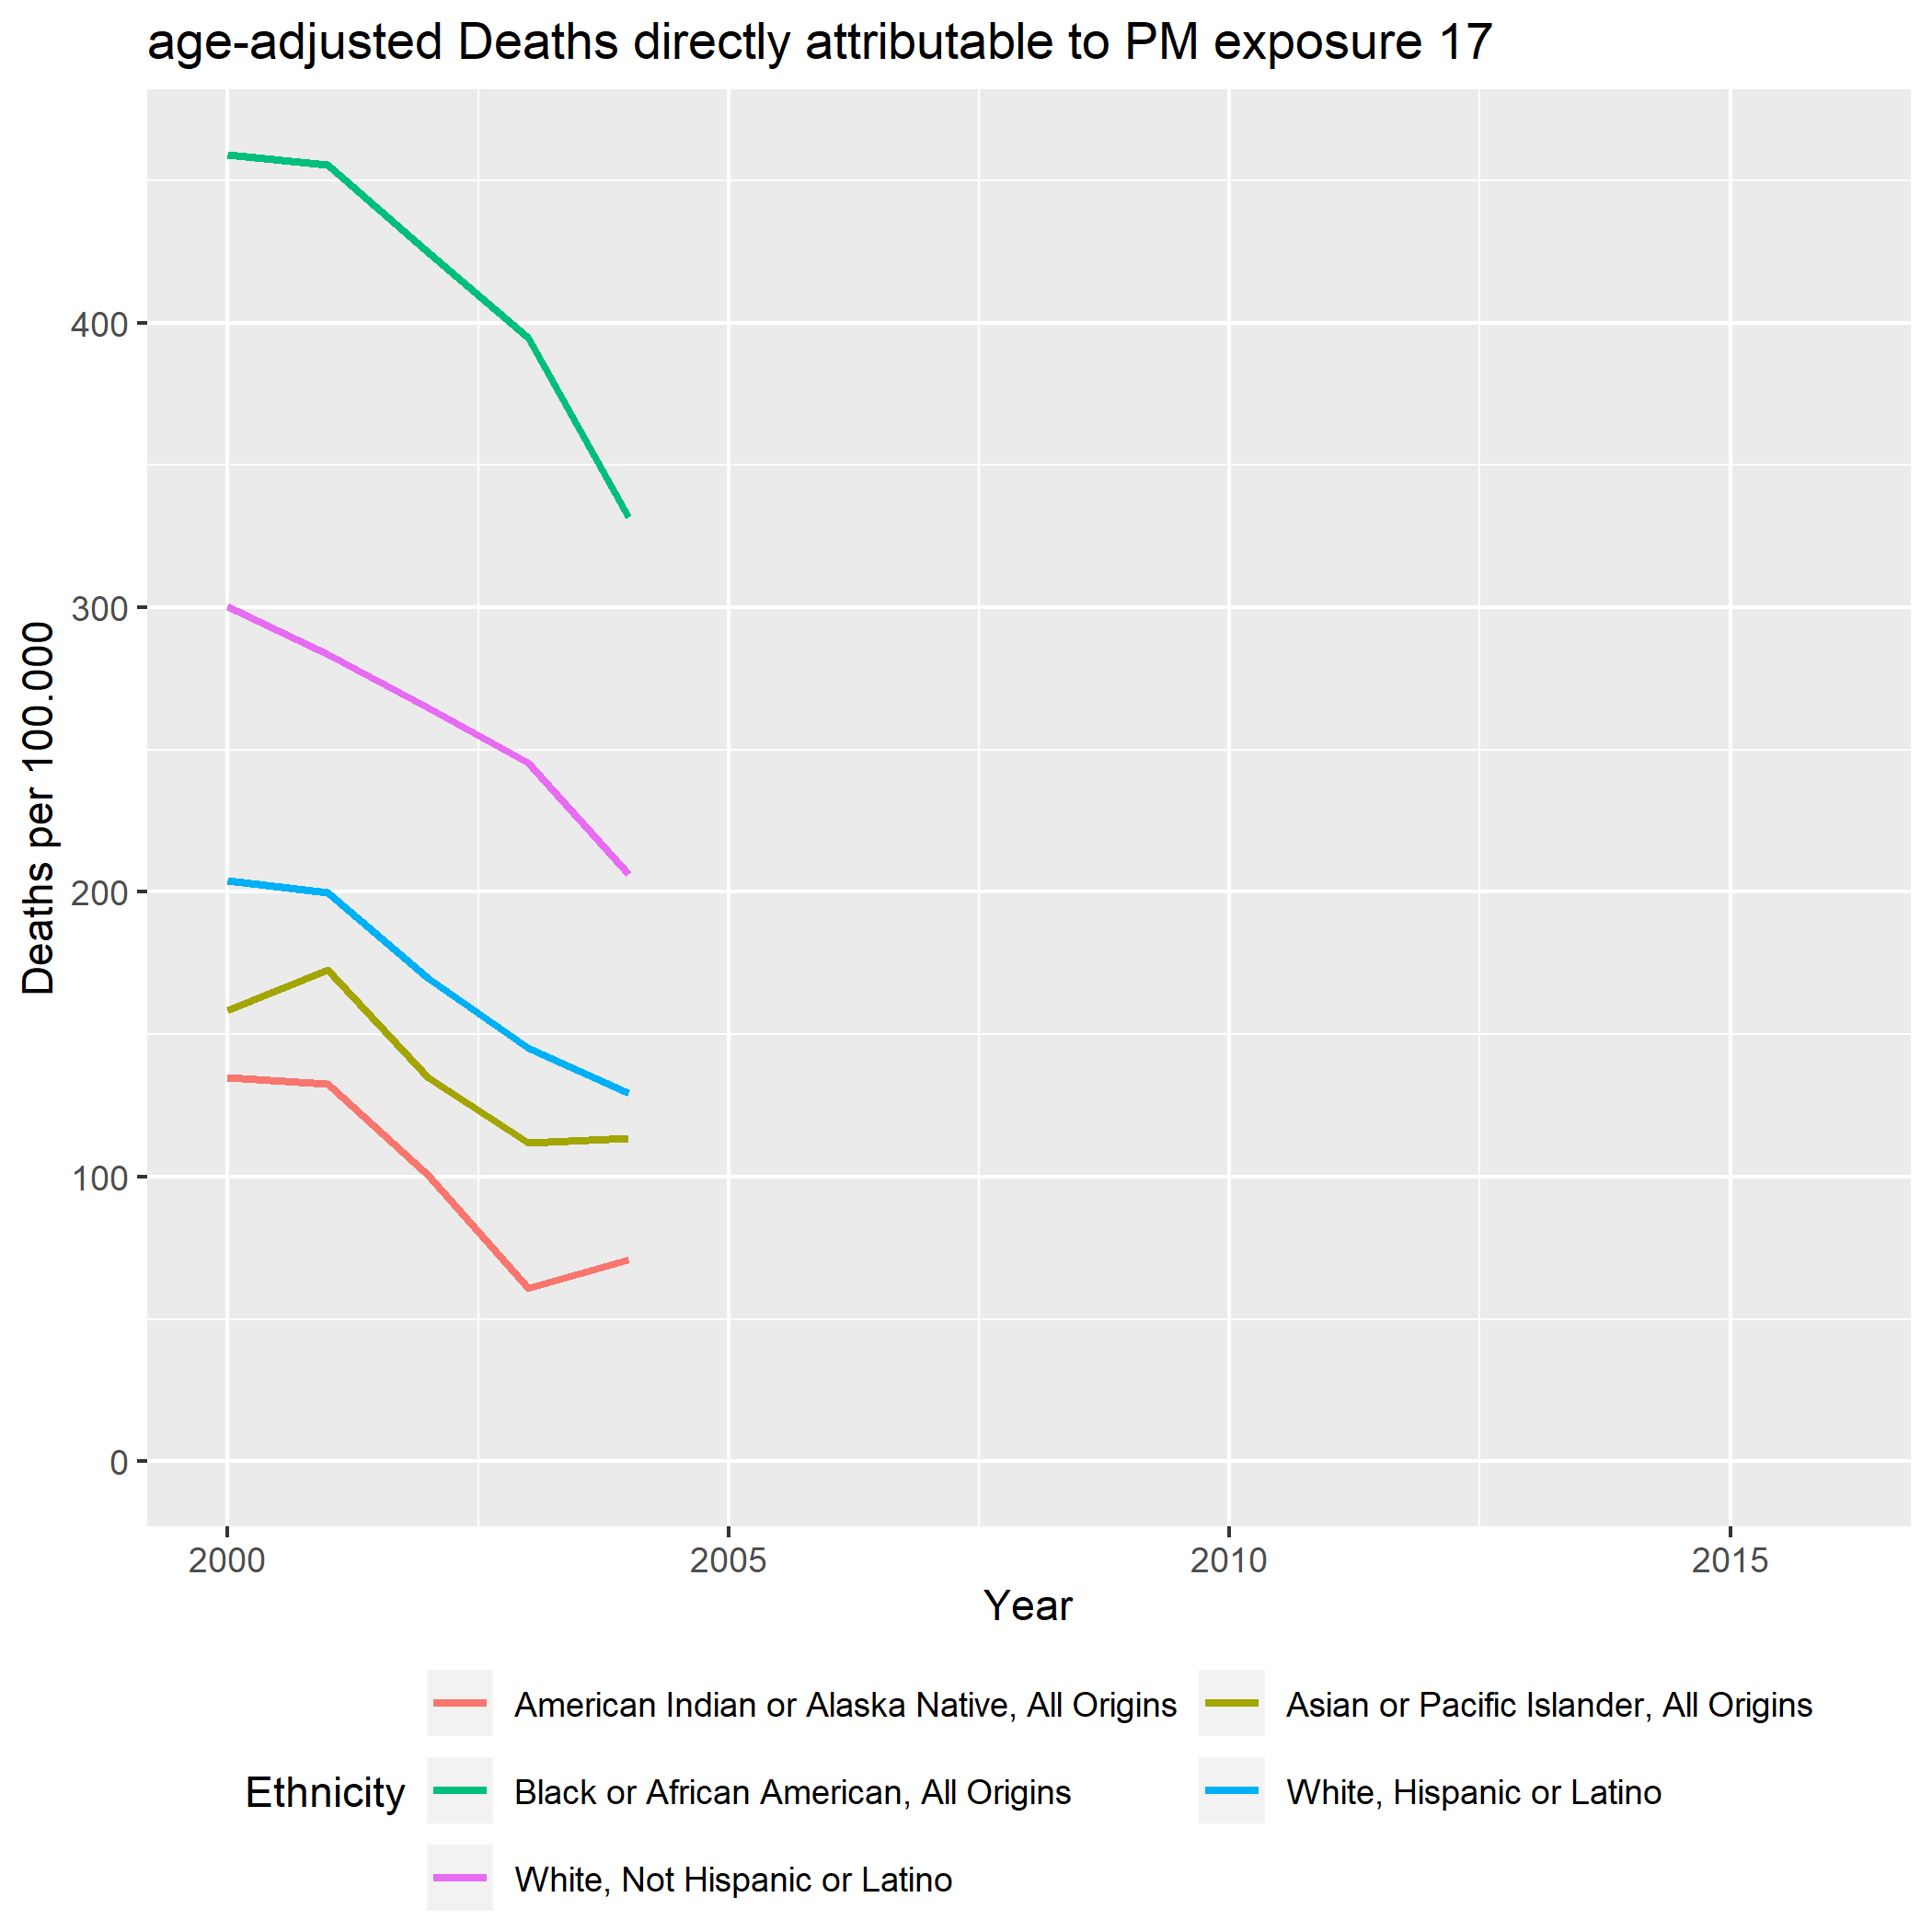 age-adjusted Deaths directly attributable to PM exposure 17
Deaths per 100.000
400
300
200
100
0
2000 2005 2010 2015
Year
Ethnicity
American Indian or Alaska Native, All Origins
Asian or Pacific Islander, All Origins
Black or African American, All Origins
White, Hispanic or Latino
White, Not Hispanic or Latino